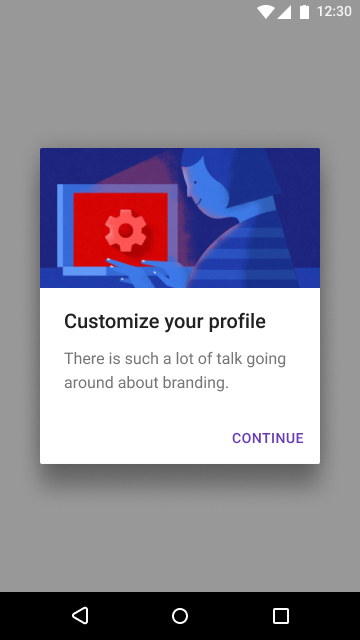 12:30
Customize your profile
There is such a lot of talk going
around about branding.
CONTINUE